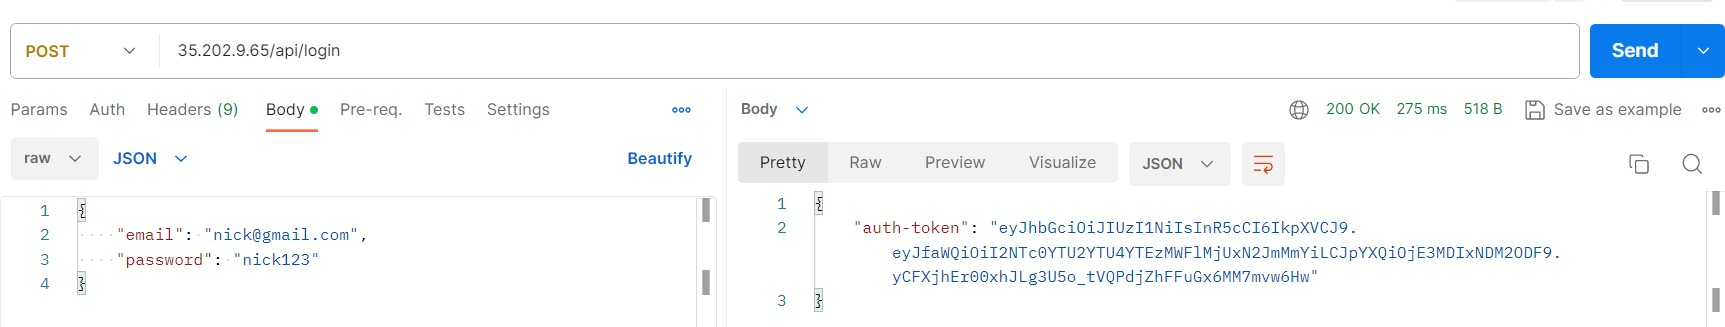 POST 35.202.9.65/api/login Send
Params Auth Headers (9) Body Pre-req. Tests Settings
raw JSON Beautify
1 {
2 "email": "nick@gmail.com",
3 "password": "nick123"
4 }
Body 200 OK 275 ms 518 B Save as example
Pretty Raw Preview Visualize JSON
1 {
2 "auth-token": "eyJhbGciOiJIUzI1NiIsInR5cCI6IkpXVCJ9.
eyJfaWQiOiI2NTc0YTU2YTU4YTEzMWFlMjUxN2JmMmYiLCJpYXQiOjE3MDIxNDM2ODF9.
yCFXjhEr00xhJLg3U5o_tVQPdjZhFFuGx6MM7mvw6Hw"
3 }